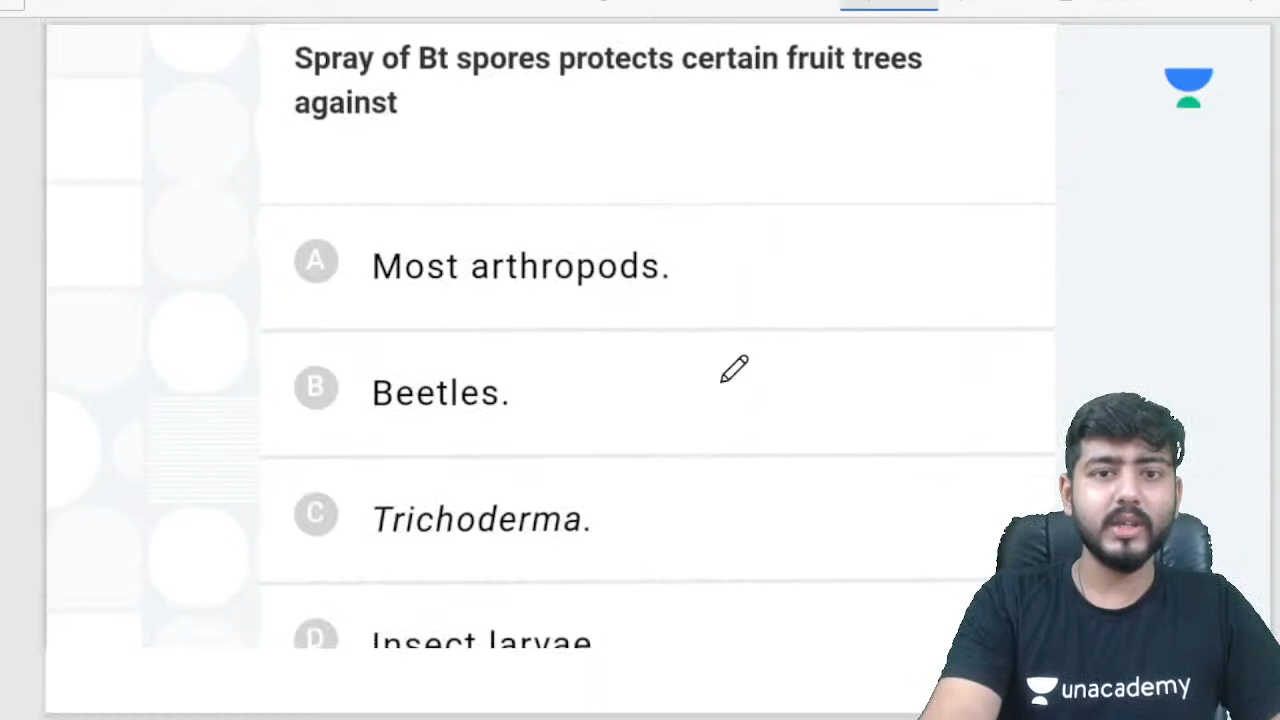 Spray of Bt spores protects certain fruit trees
against
A Most arthropods.
B Beetles.
C Trichoderma.
D Insect larvae
unacademy